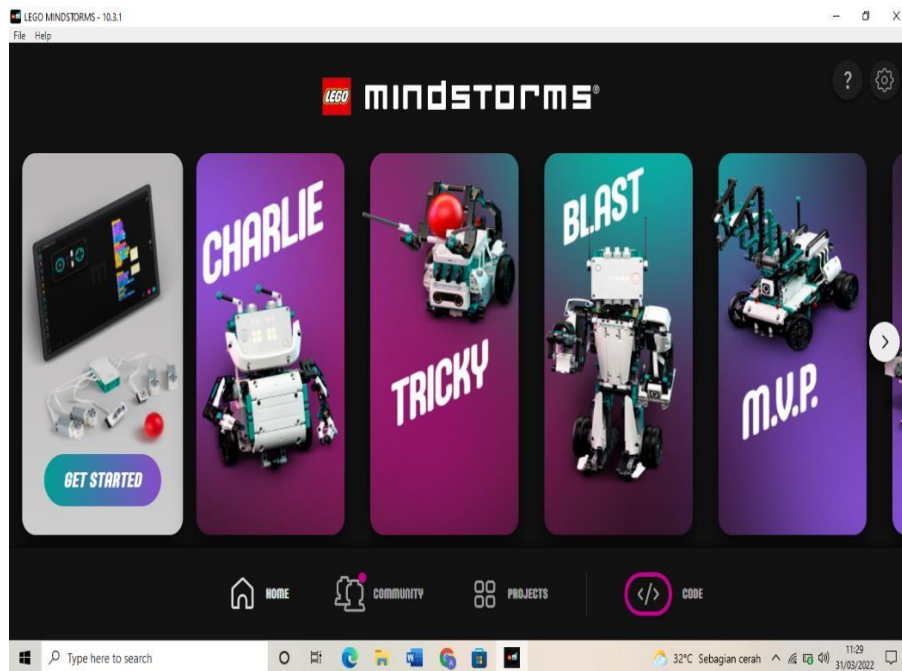 LEGO MINDSTORMS - 10.3.1
File Help
LEGO mindstorms®
?
CHARLIE
TRICKY
BLAST
M.V.P.
GET STARTED
HOME
COMMUNITY
PROJECTS
</> CODE
Type here to search
32°C Sebagian cerah
11:29
31/03/2022